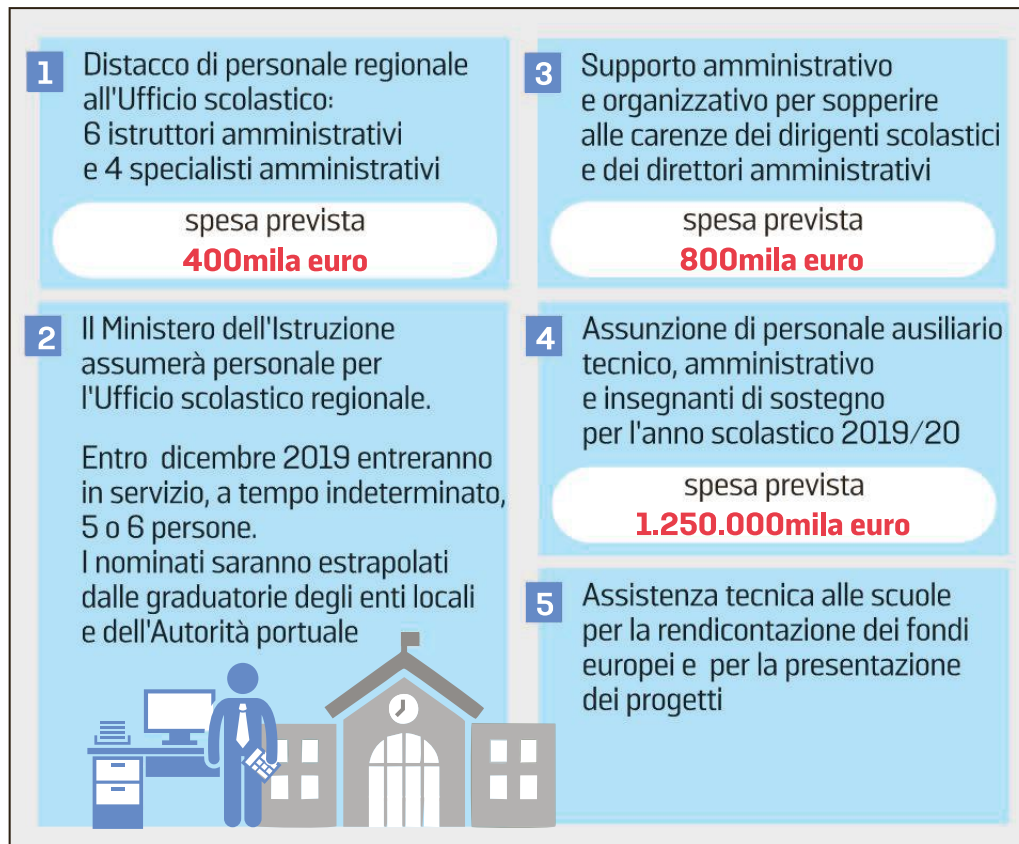 1
Distacco di personale regionale
all'Ufficio scolastico:
6 istruttori amministrativi
e 4 specialisti amministrativi
spesa prevista
400mila euro
2
Il Ministero dell'Istruzione
assumerà personale per
l'Ufficio scolastico regionale.
Entro dicembre 2019 entreranno
in servizio, a tempo indeterminato,
5 o 6 persone.
I nominati saranno estrapolati
dalle graduatorie degli enti locali
e dell'Autorità portuale
3
Supporto amministrativo
e organizzativo per sopperire
alle carenze dei dirigenti scolastici
e dei direttori amministrativi
spesa prevista
800mila euro
4
Assunzione di personale ausiliario
tecnico, amministrativo
e insegnanti di sostegno
per l'anno scolastico 2019/20
spesa prevista
1.250.000mila euro
5
Assistenza tecnica alle scuole
per la rendicontazione dei fondi
europei e per la presentazione
dei progetti